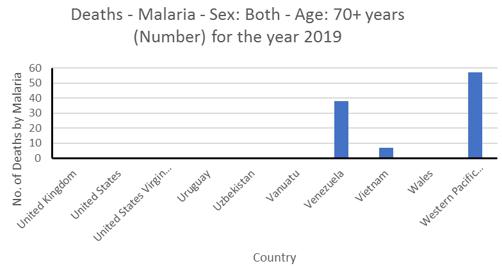 Deaths - Malaria - Sex: Both - Age: 70+ years
(Number) for the year 2019
No. of Deaths by Malaria
60
50
40
30
20
10
0
United Kingdom
United States
United States Virgin...
Uruguay
Uzbekistan
Vanuatu
Venezuela
Vietnam
Wales
Western Pacific...
Country